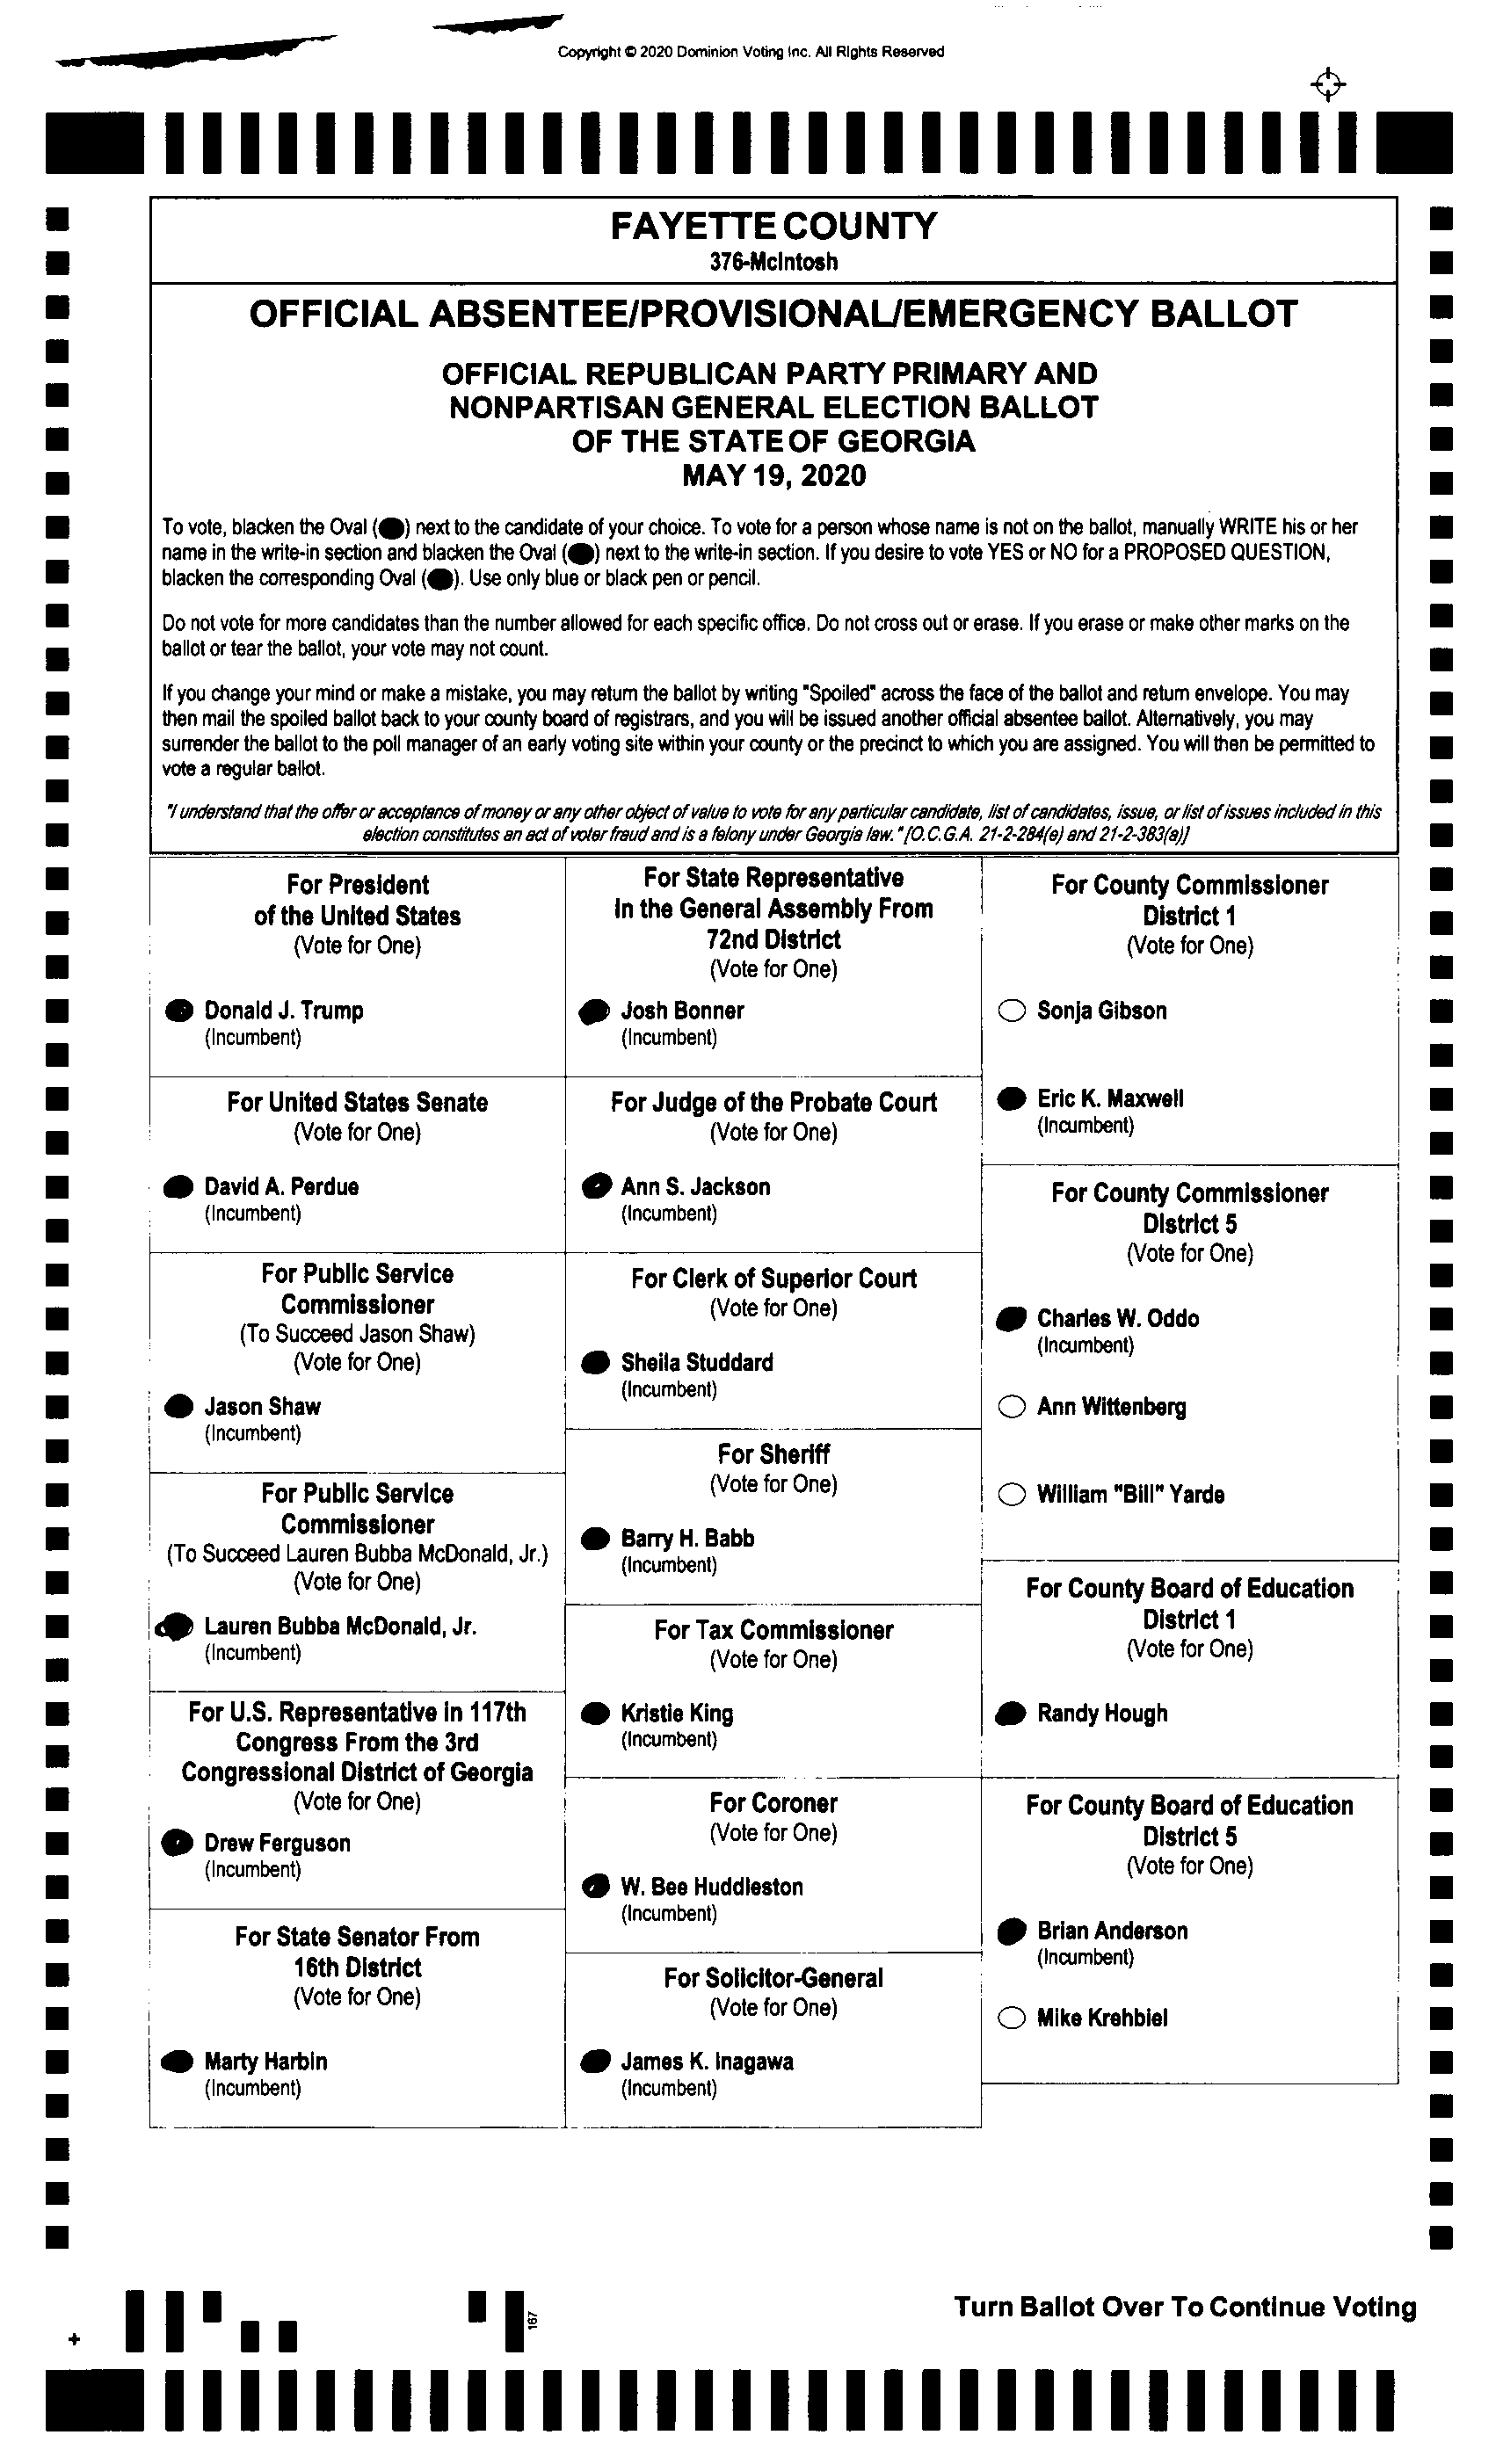 Copyright © 2020 Dominion Voting Inc. All Rights Reserved
FAYETTE COUNTY
376-McIntosh
OFFICIAL ABSENTEE/PROVISIONAL/EMERGENCY BALLOT
OFFICIAL REPUBLICAN PARTY PRIMARY AND
NONPARTISAN GENERAL ELECTION BALLOT
OF THE STATE OF GEORGIA
MAY 19, 2020
To vote, blacken the Oval ( ) next to the candidate of your choice. To vote for a person whose name is not on the ballot, manually WRITE his or her
name in the write-in section and blacken the Oval ( ) next to the write-in section. If you desire to vote YES or NO for a PROPOSED QUESTION,
blacken the corresponding Oval ( ). Use only blue or black pen or pencil.
Do not vote for more candidates than the number allowed for each specific office. Do not cross out or erase. If you erase or make other marks on the
ballot or tear the ballot, your vote may not count.
If you change your mind or make a mistake, you may return the ballot by writing "Spoiled" across the face of the ballot and return envelope. You may
then mail the spoiled ballot back to your county board of registrars, and you will be issued another official absentee ballot. Alternatively, you may
surrender the ballot to the poll manager of an early voting site within your county or the precinct to which you are assigned. You will then be permitted to
vote a regular ballot.
"I understand that the offer or acceptance of money or any other object of value to vote for any particular candidate, list of candidates, issue, or list of issues included in this
election constitutes an act of voter fraud and is a felony under Georgia law." [O.C.G.A. 21-2-284(e) and 21-2-383(a)]
For President
of the United States
(Vote for One)
Donald J. Trump
(Incumbent)
For United States Senate
(Vote for One)
David A. Perdue
(Incumbent)
For Public Service
Commissioner
(To Succeed Jason Shaw)
(Vote for One)
Jason Shaw
(Incumbent)
For Public Service
Commissioner
(To Succeed Lauren Bubba McDonald, Jr.)
(Vote for One)
Lauren Bubba McDonald, Jr.
(Incumbent)
For U.S. Representative in 117th
Congress From the 3rd
Congressional District of Georgia
(Vote for One)
Drew Ferguson
(Incumbent)
For State Senator From
16th District
(Vote for One)
Marty Harbin
(Incumbent)
For State Representative
In the General Assembly From
72nd District
(Vote for One)
Josh Bonner
(Incumbent)
For Judge of the Probate Court
(Vote for One)
Ann S. Jackson
(Incumbent)
For Clerk of Superior Court
(Vote for One)
Sheila Studdard
(Incumbent)
For Sheriff
(Vote for One)
Barry H. Babb
(Incumbent)
For Tax Commissioner
(Vote for One)
Kristie King
(Incumbent)
For Coroner
(Vote for One)
W. Bee Huddleston
(Incumbent)
For Solicitor-General
(Vote for One)
James K. Inagawa
(Incumbent)
For County Commissioner
District 1
(Vote for One)
Sonja Gibson
Eric K. Maxwell
(Incumbent)
For County Commissioner
District 5
(Vote for One)
Charles W. Oddo
(Incumbent)
Ann Wittenberg
William "Bill" Yarde
For County Board of Education
District 1
(Vote for One)
Randy Hough
For County Board of Education
District 5
(Vote for One)
Brian Anderson
(Incumbent)
Mike Krehbiel
Turn Ballot Over To Continue Voting
167